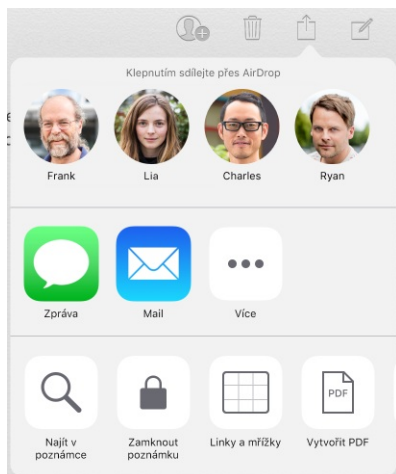 Klepnutím sdílejte přes AirDrop
Frank Lia Charles Ryan
Zpráva Mail Více
PDF
Najít v poznámce
Zamknout poznámku
Linky a mřížky
Vytvořit PDF